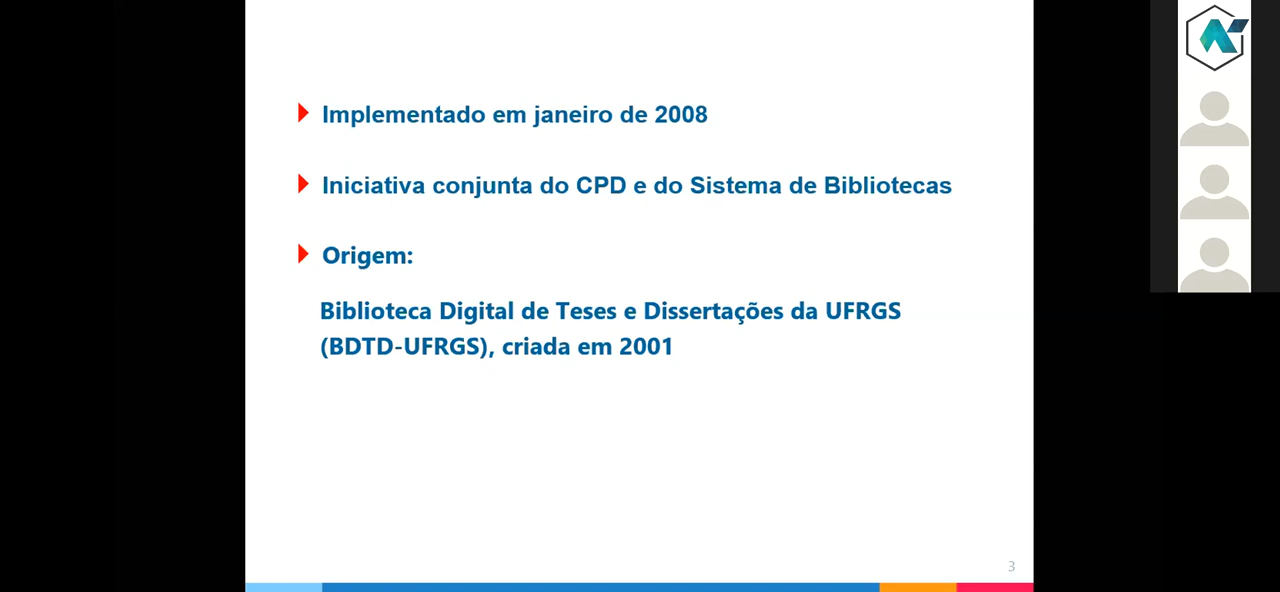 Implementado em janeiro de 2008
Iniciativa conjunta do CPD e do Sistema de Bibliotecas
Origem:
Biblioteca Digital de Teses e Dissertações da UFRGS
(BDTD-UFRGS), criada em 2001
3